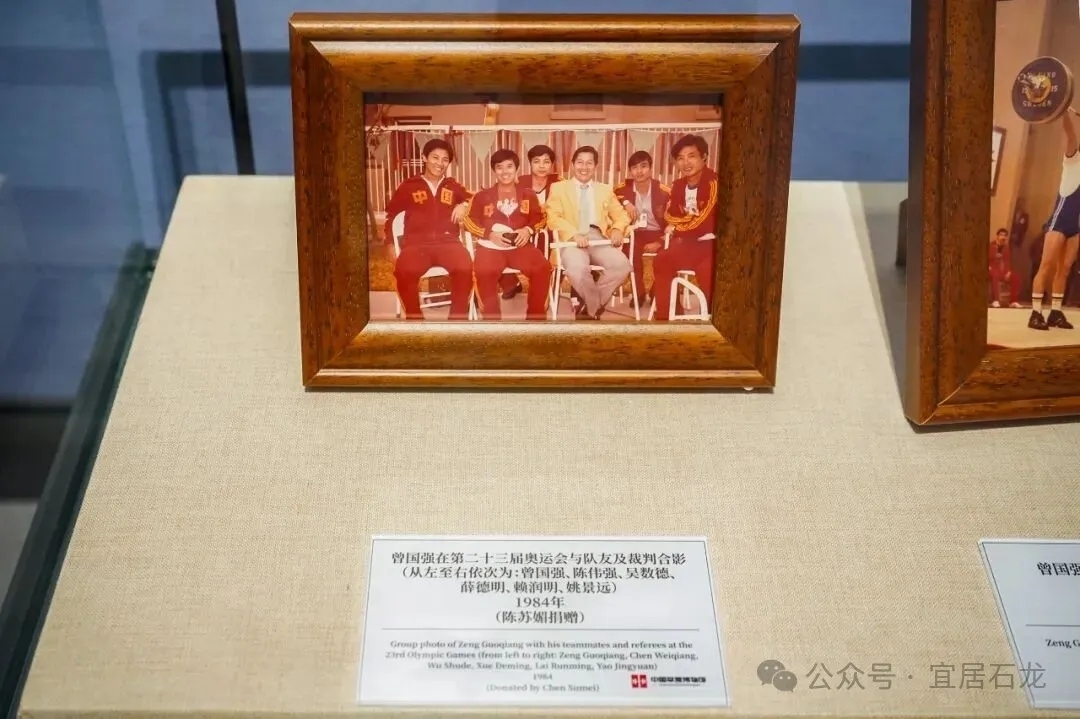 中国
曾国强在第二十三届奥运会与队友及裁判合影
(从左至右依次为:曾国强、陈伟强、吴数德、
薛德明、赖润明、姚景远)
1984年
(陈苏媚捐赠)
Group photo of Zeng Guoqiang with his teammates and referees at the
23rd Olympic Games (from left to right: Zeng Guoqiang, Chen Weiqiang,
Wu Shude, Xue Deming, Lai Runming, Yao Jingyuan)
1984
(Donated by Chen Sumei)
曾国强
Zeng G
公众号 · 宜居石龙